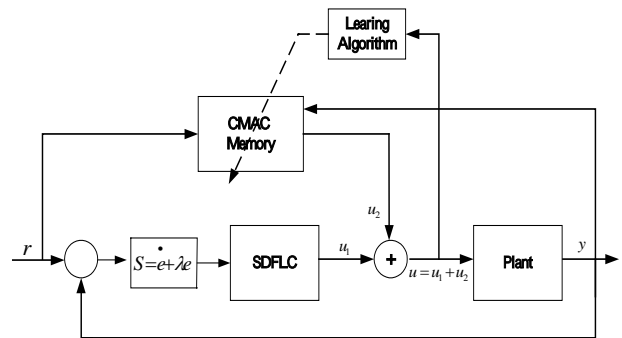 Learing
Algorithm
CMAC
Memory
u₂
r
S=ė+λe
SDFLC
u₁
+
u=u₁+u₂
Plant
y